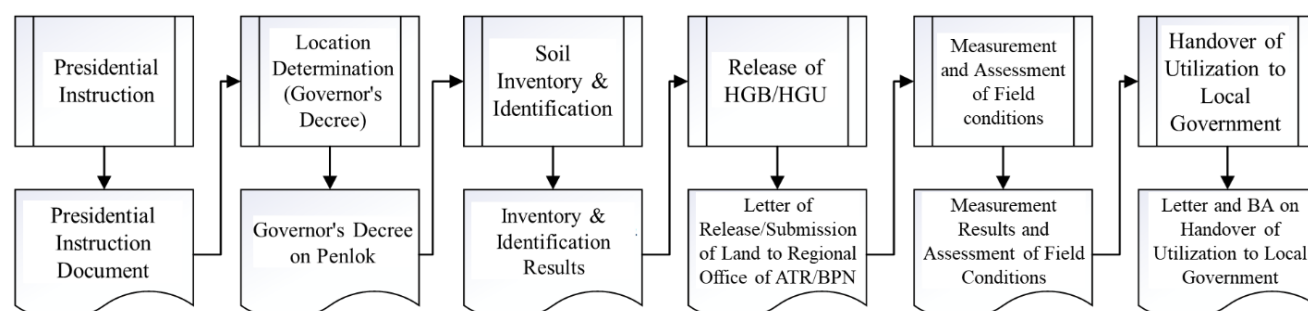 Presidential
Instruction
Presidential
Instruction
Document
Location
Determination
(Governor's
Decree)
Governor's Decree
on Penlok
Soil
Inventory &
Identification
Inventory &
Identification
Results
Release of
HGB/HGU
Letter of
Release/Submission
of Land to Regional
Office of ATR/BPN
Measurement
and Assessment
of Field
conditions
Measurement
Results and
Assessment of Field
Conditions
Handover of
Utilization to
Local
Government
Letter and BA on
Handover of
Utilization to Local
Government